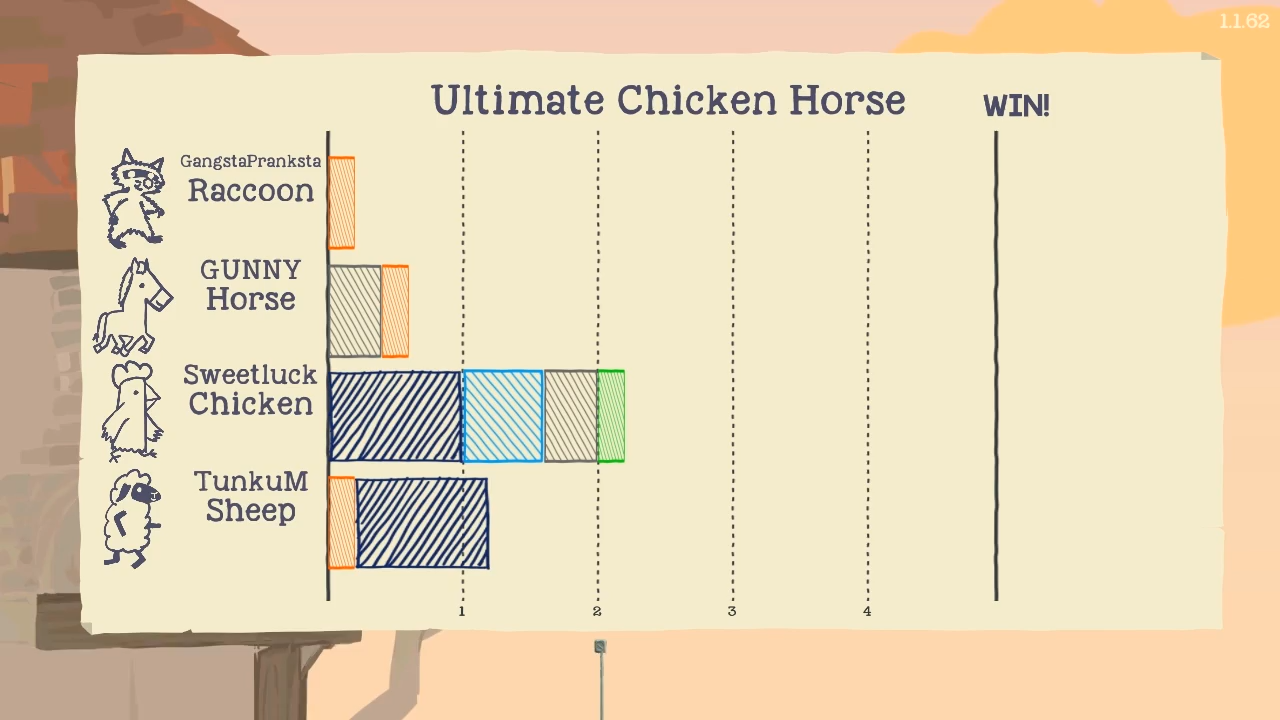 1.1.62
Ultimate Chicken Horse
WIN!
GangstaPranksta
Raccoon
GUNNY
Horse
Sweetluck
Chicken
TunkuM
Sheep
1 2 3 4